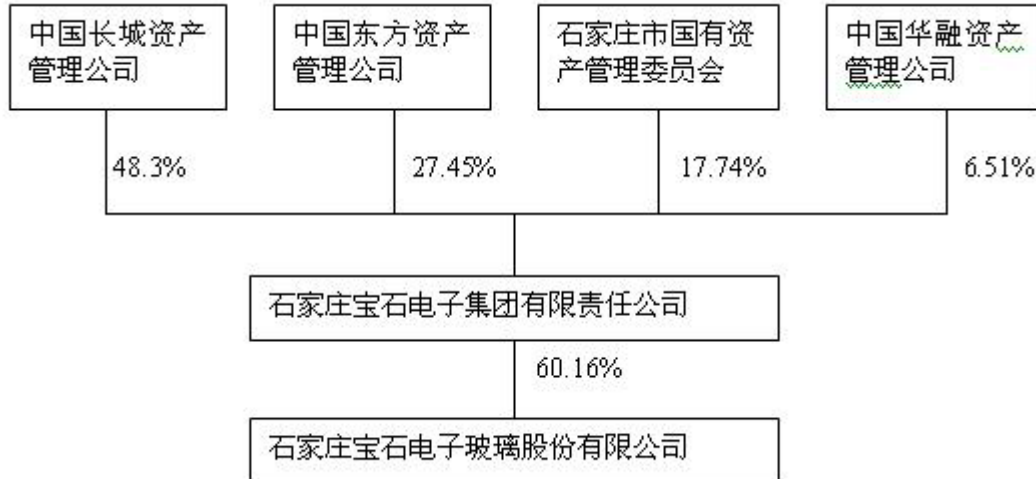 中国长城资产
管理公司
中国东方资产
管理公司
石家庄市国有资
产管理委员会
中国华融资产
管理公司
48.3%
27.45%
17.74%
6.51%
石家庄宝石电子集团有限责任公司
60.16%
石家庄宝石电子玻璃股份有限公司